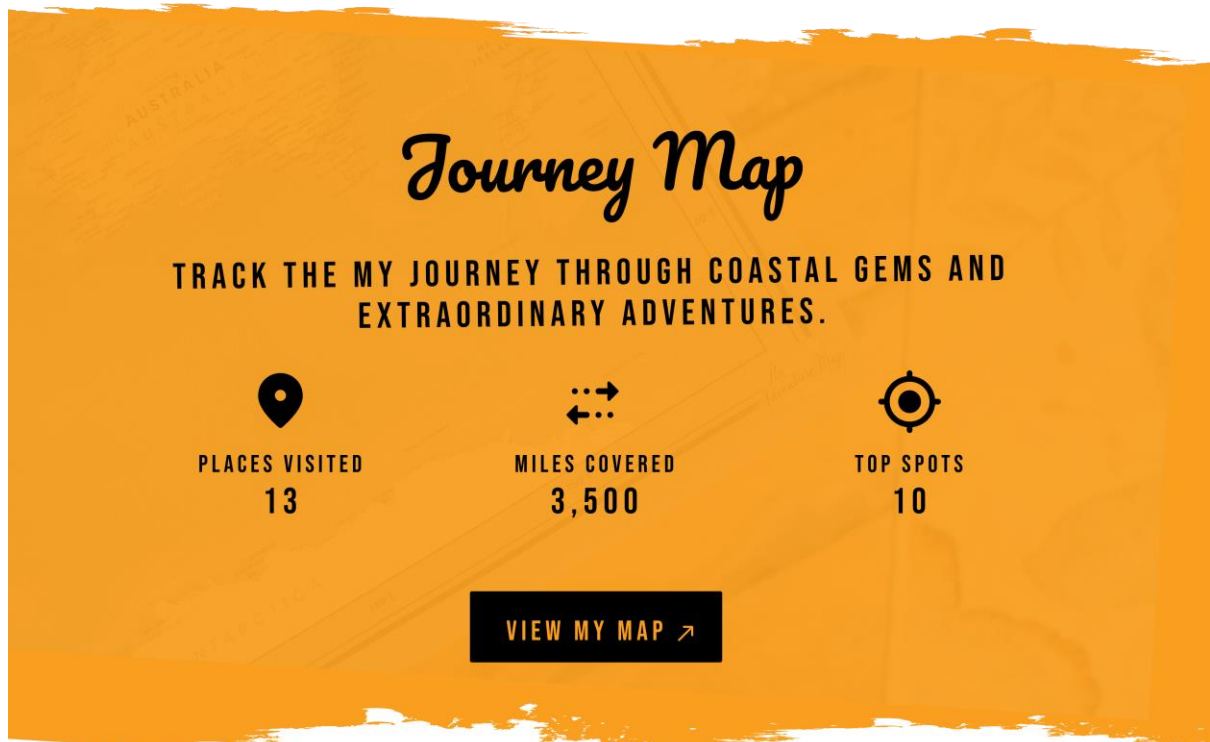 AUSTRALIA
Journey Map
TRACK THE MY JOURNEY THROUGH COASTAL GEMS AND
EXTRAORDINARY ADVENTURES.
PLACES VISITED
MILES COVERED
TOP SPOTS
13
3,500
10
VIEW MY MAP ↗